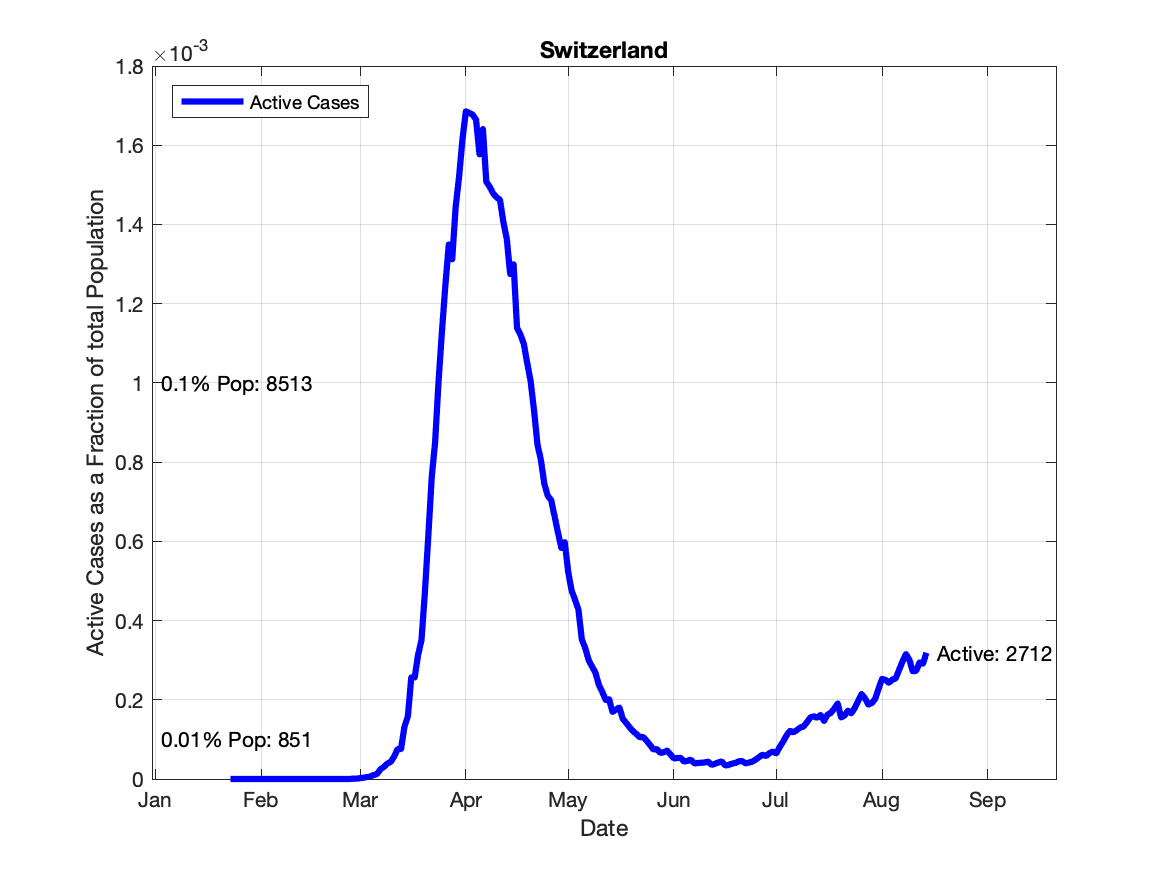 Switzerland
×10-3
Active Cases
1.8
1.6
1.4
1.2
1
0.8
0.6
0.4
0.2
0
0.1% Pop: 8513
0.01% Pop: 851
Active: 2712
Active Cases as a Fraction of total Population
Jan Feb Mar Apr May Jun Jul Aug Sep
Date